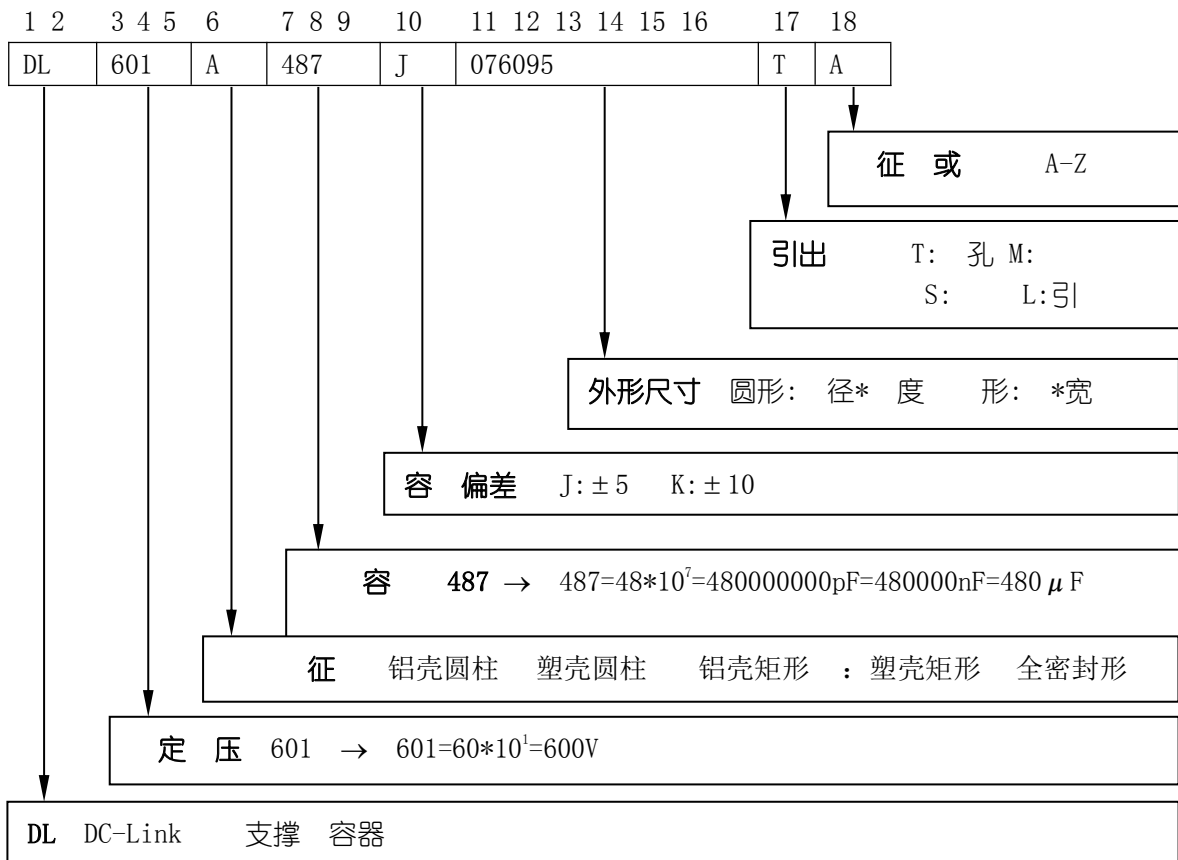 1 2 3 4 5 6 7 8 9 10 11 12 13 14 15 16 17 18
DL 601 A 487 J 076095 T A
征 或 A-Z
引出 T: 孔 M:
S: L:引
外形尺寸 圆形: 径* 度 形: *宽
容 偏差 J:±5 K:±10
容 487 → 487=48*10⁷=480000000pF=480000nF=480μF
征 铝壳圆柱 塑壳圆柱 铝壳矩形 : 塑壳矩形 全密封形
定 压 601 → 601=60*10¹=600V
DL DC-Link 支撑 容器